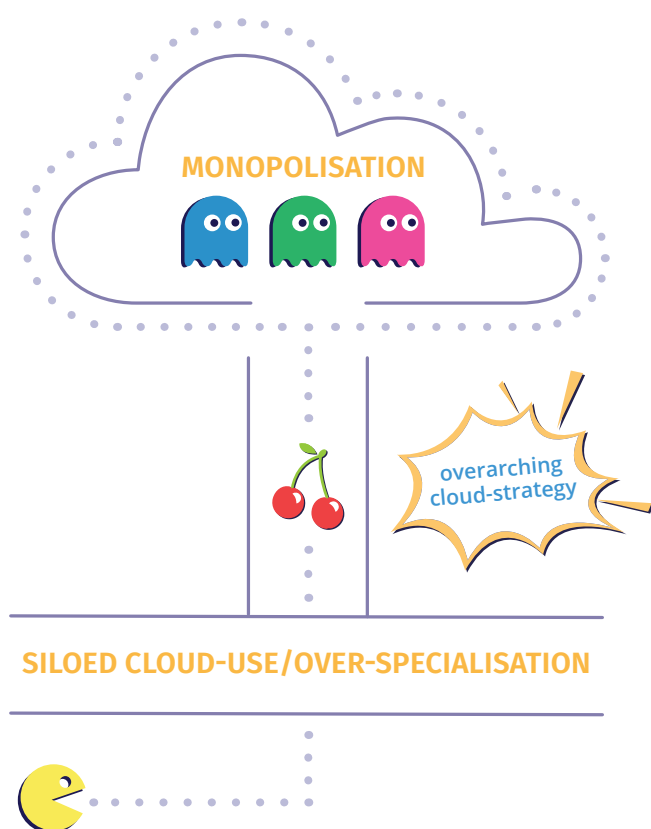 MONOPOLISATION
overarching
cloud-strategy
SILOED CLOUD-USE/OVER-SPECIALISATION